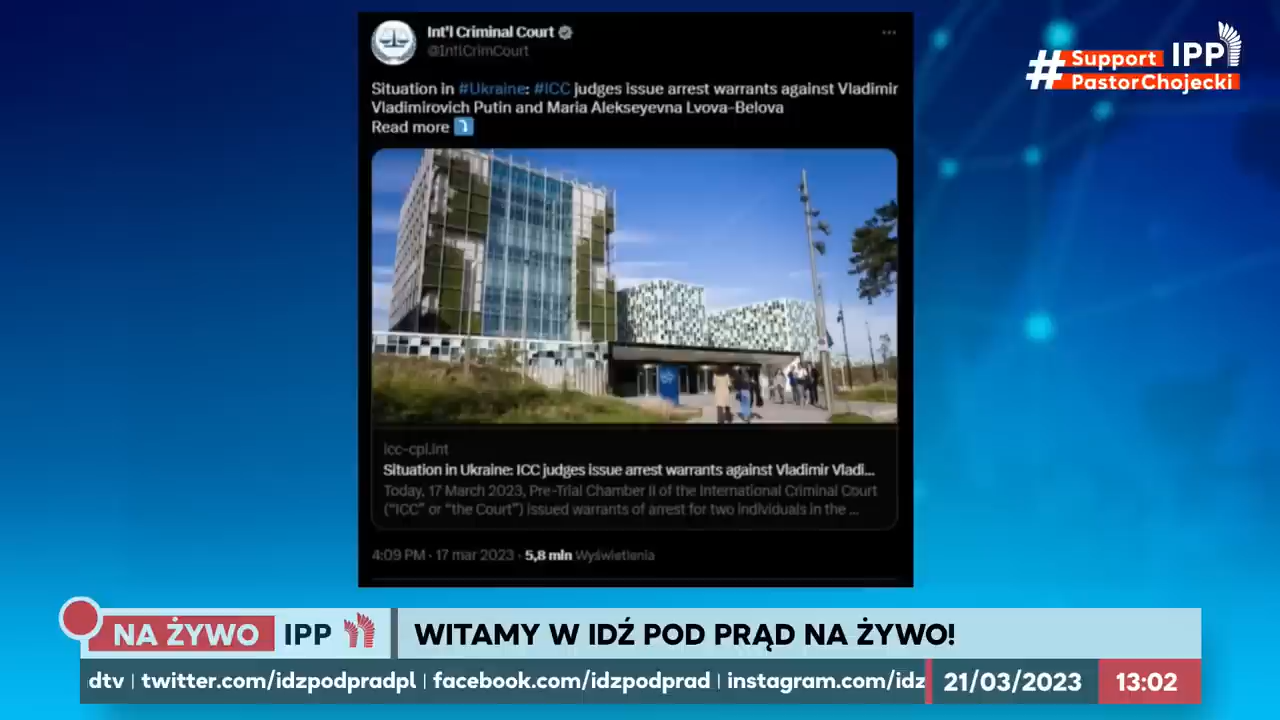 Int'l Criminal Court
@IntlCrimCourt
Situation in #Ukraine: #ICC judges issue arrest warrants against Vladimir
Vladimirovich Putin and Maria Alekseyevna Lvova-Belova
Read more
icc-cpi.int
Situation in Ukraine: ICC judges issue arrest warrants against Vladimir Vladi...
Today, 17 March 2023, Pre-Trial Chamber II of the International Criminal Court
("ICC" or "the Court") issued warrants of arrest for two individuals in the ...
4:09 PM · 17 mar 2023 · 5,8 mln Wyświetlenia
#Support IPP
PastorChojecki
NA ŻYWO IPP
WITAMY W IDŹ POD PRĄD NA ŻYWO!
dtv | twitter.com/idzpodpradpl | facebook.com/idzpodprad | instagram.com/idz
21/03/2023 13:02